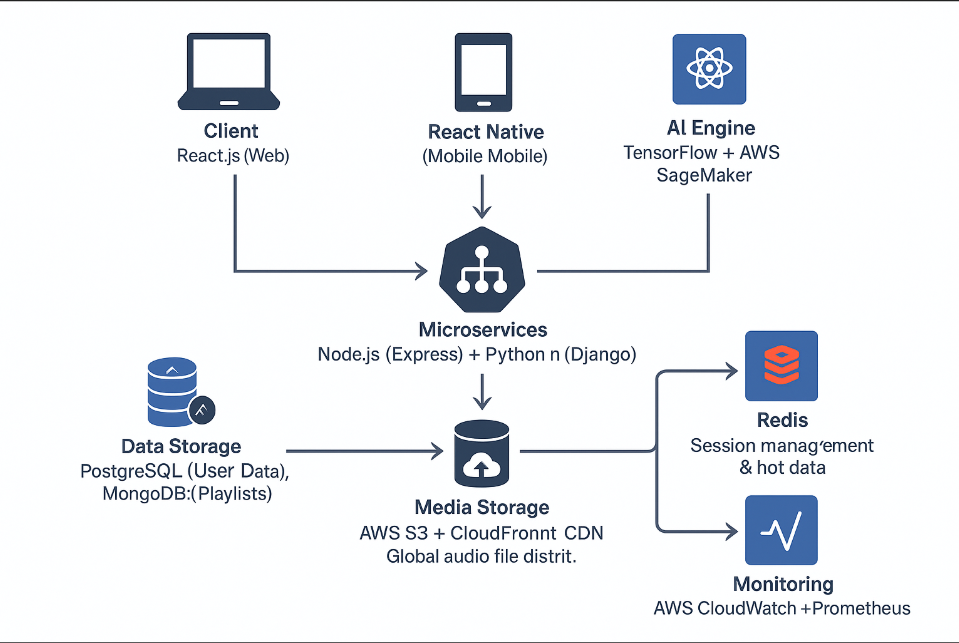 Client
React.js (Web)
React Native
(Mobile Mobile)
AI Engine
TensorFlow + AWS
SageMaker
Microservices
Node.js (Express) + Python n (Django)
Data Storage
PostgreSQL (User Data),
MongoDB:(Playlists)
Media Storage
AWS S3 + CloudFronnt CDN
Global audio file distrit.
Redis
Session management
& hot data
Monitoring
AWS CloudWatch +Prometheus